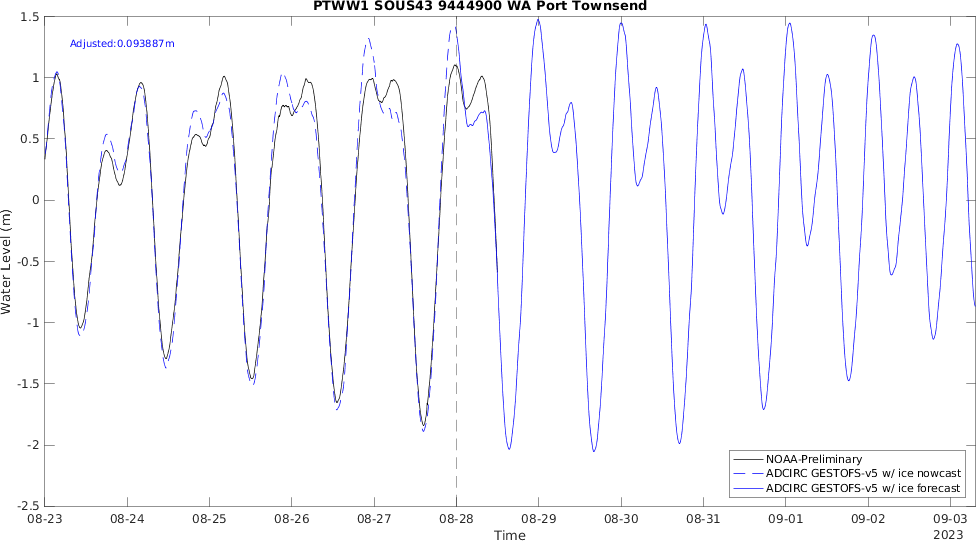 PTWW1 SOUS43 9444900 WA Port Townsend
1.5
Adjusted:0.093887m
1
0.5
0
-0.5
-1
-1.5
-2
-2.5
Water Level (m)
NOAA-Preliminary
ADCIRC GESTOFS-v5 w/ ice nowcast
ADCIRC GESTOFS-v5 w/ ice forecast
08-23 08-24 08-25 08-26 08-27 08-28 08-29 08-30 08-31 09-01 09-02 09-03
Time
2023